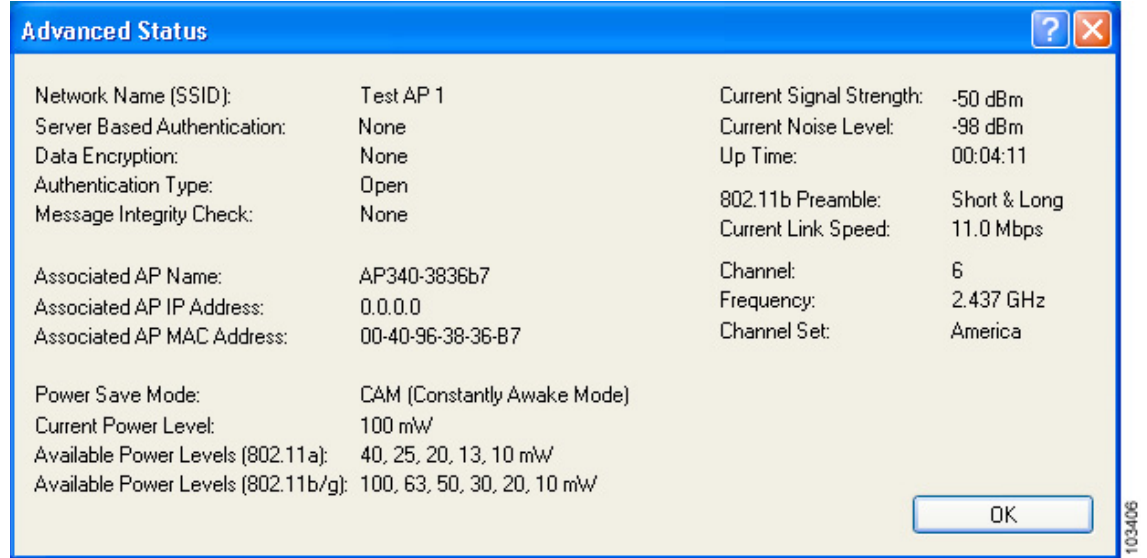 Advanced Status
Network Name (SSID): Test AP 1
Server Based Authentication: None
Data Encryption: None
Authentication Type: Open
Message Integrity Check: None
Associated AP Name: AP340-3836b7
Associated AP IP Address: 0.0.0.0
Associated AP MAC Address: 00-40-96-38-36-B7
Power Save Mode: CAM (Constantly Awake Mode)
Current Power Level: 100 mW
Available Power Levels (802.11a): 40, 25, 20, 13, 10 mW
Available Power Levels (802.11b/g): 100, 63, 50, 30, 20, 10 mW
Current Signal Strength: -50 dBm
Current Noise Level: -98 dBm
Up Time: 00:04:11
802.11b Preamble: Short & Long
Current Link Speed: 11.0 Mbps
Channel: 6
Frequency: 2.437 GHz
Channel Set: America
OK
103406